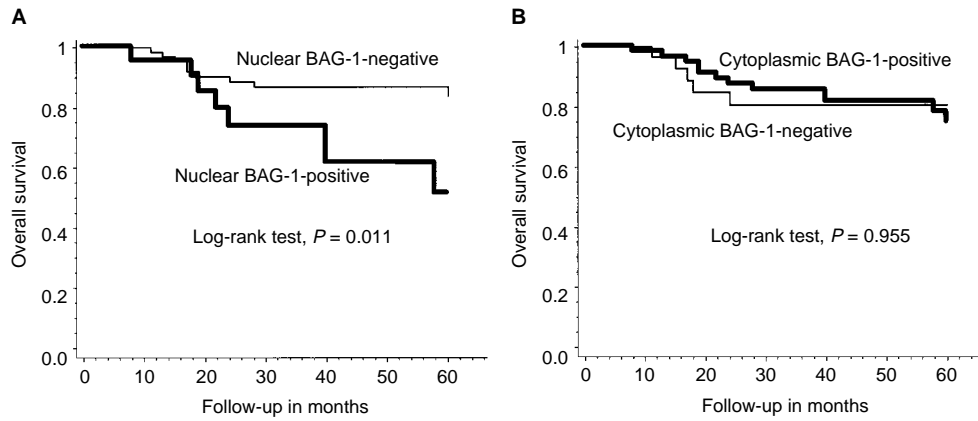 A
Overall survival
1
0.8
0.6
0.4
0.2
0.0
Nuclear BAG-1-negative
Nuclear BAG-1-positive
Log-rank test, P = 0.011
0 10 20 30 40 50 60
Follow-up in months
B
Overall survival
1
0.8
0.6
0.4
0.2
0.0
Cytoplasmic BAG-1-positive
Cytoplasmic BAG-1-negative
Log-rank test, P = 0.955
0 10 20 30 40 50 60
Follow-up in months